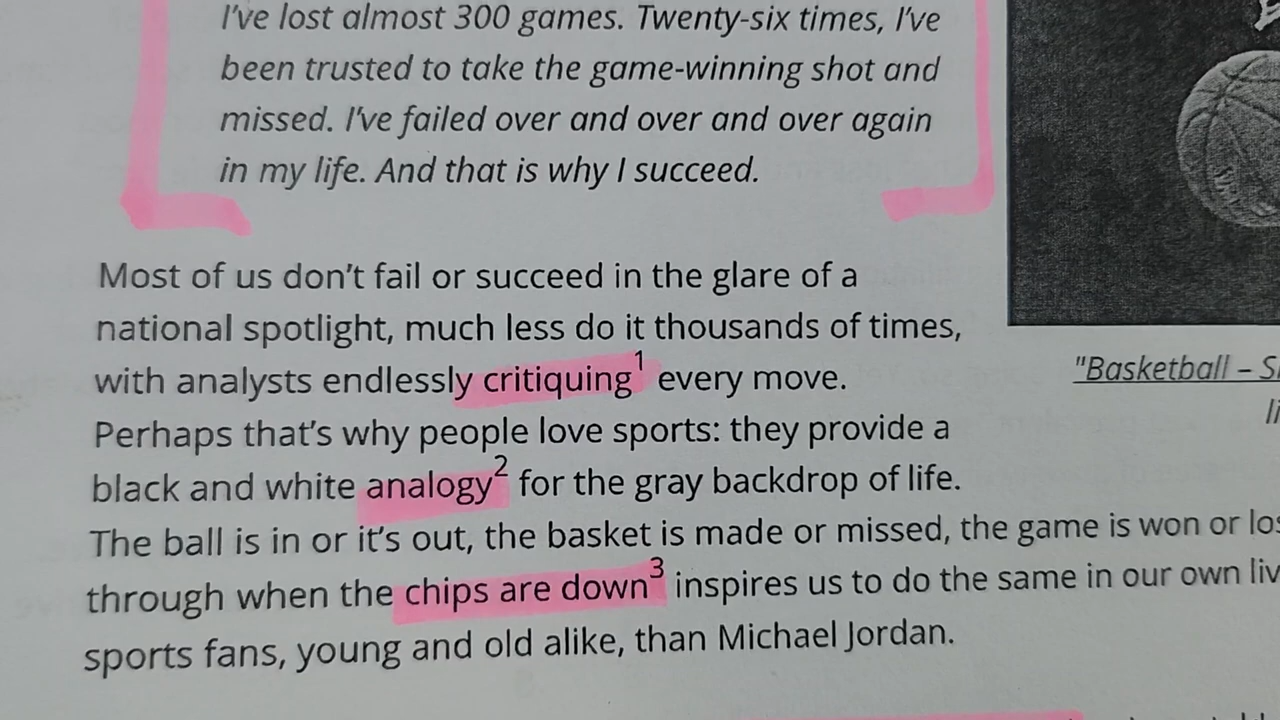 I've lost almost 300 games. Twenty-six times, I've
been trusted to take the game-winning shot and
missed. I've failed over and over and over again
in my life. And that is why I succeed.
Most of us don't fail or succeed in the glare of a
national spotlight, much less do it thousands of times,
with analysts endlessly critiquing¹ every move.
Perhaps that's why people love sports: they provide a
black and white analogy² for the gray backdrop of life.
The ball is in or it's out, the basket is made or missed, the game is won or
through when the chips are down³ inspires us to do the same in our own
sports fans, young and old alike, than Michael Jordan.
"Basketball –